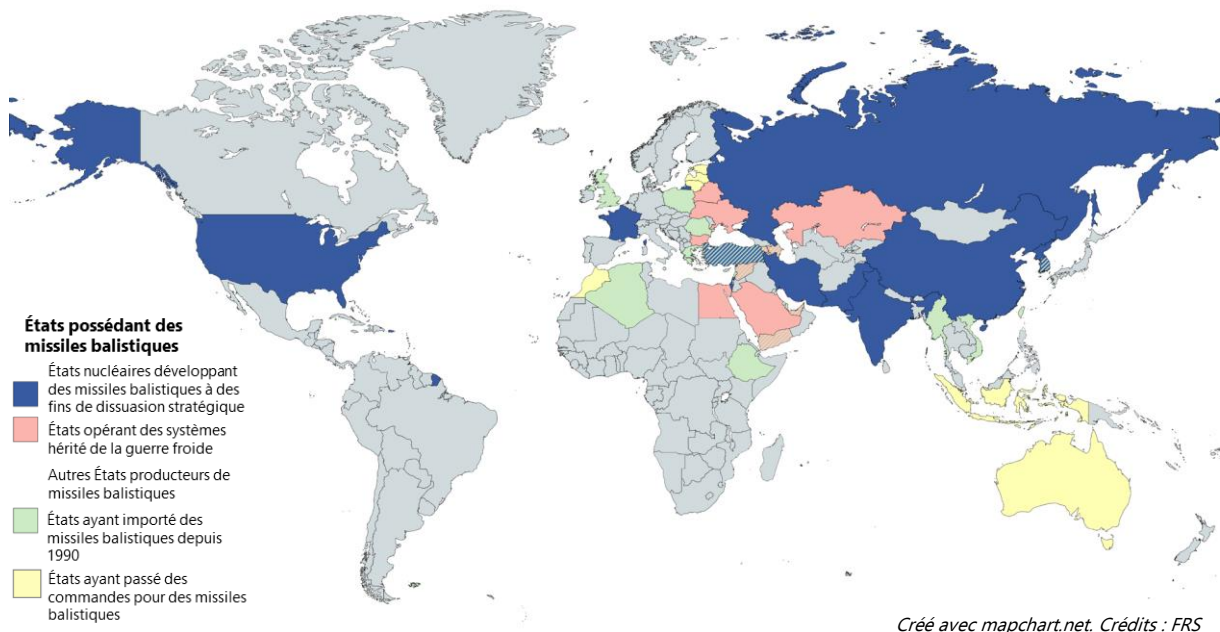 États possédant des
missiles balistiques
États nucléaires développant
des missiles balistiques à des
fins de dissuasion stratégique
États opérant des systèmes
hérité de la guerre froide
Autres États producteurs de
missiles balistiques
États ayant importé des
missiles balistiques depuis
1990
États ayant passé des
commandes pour des missiles
balistiques
Créé avec mapchart.net. Crédits : FRS